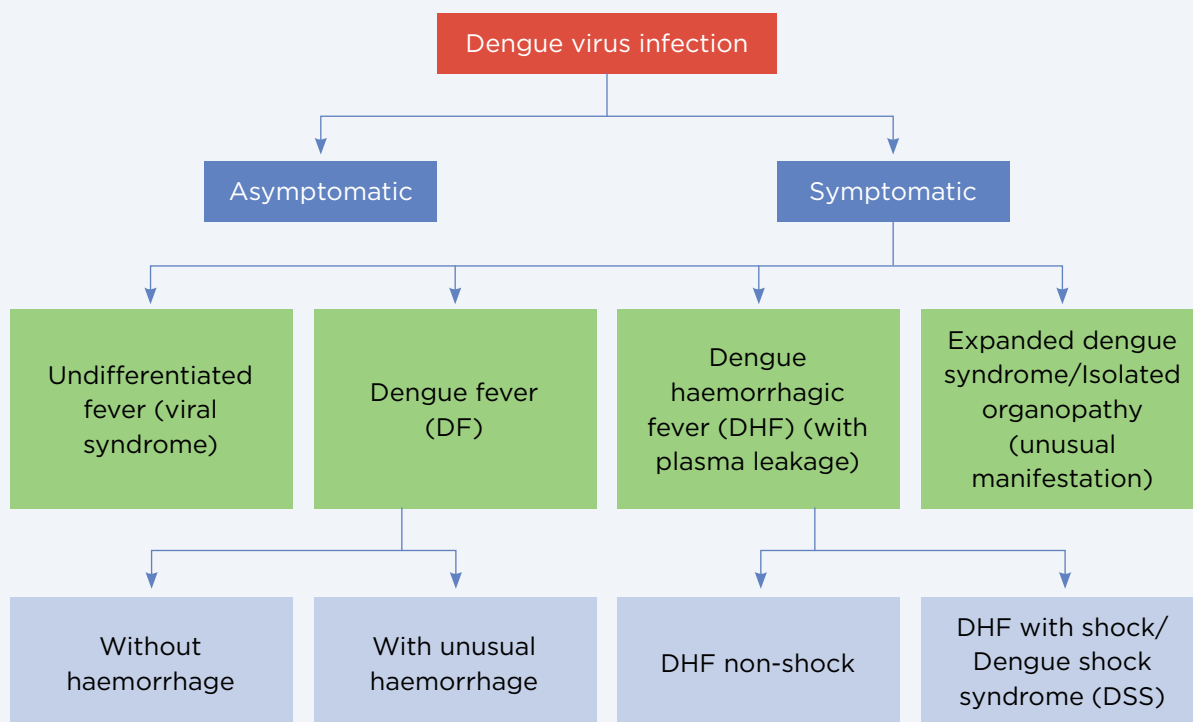 Dengue virus infection
Asymptomatic
Symptomatic
Undifferentiated
fever (viral
syndrome)
Dengue fever
(DF)
Dengue
haemorrhagic
fever (DHF) (with
plasma leakage)
Expanded dengue
syndrome/Isolated
organopathy
(unusual
manifestation)
Without
haemorrhage
With unusual
haemorrhage
DHF non-shock
DHF with shock/
Dengue shock
syndrome (DSS)